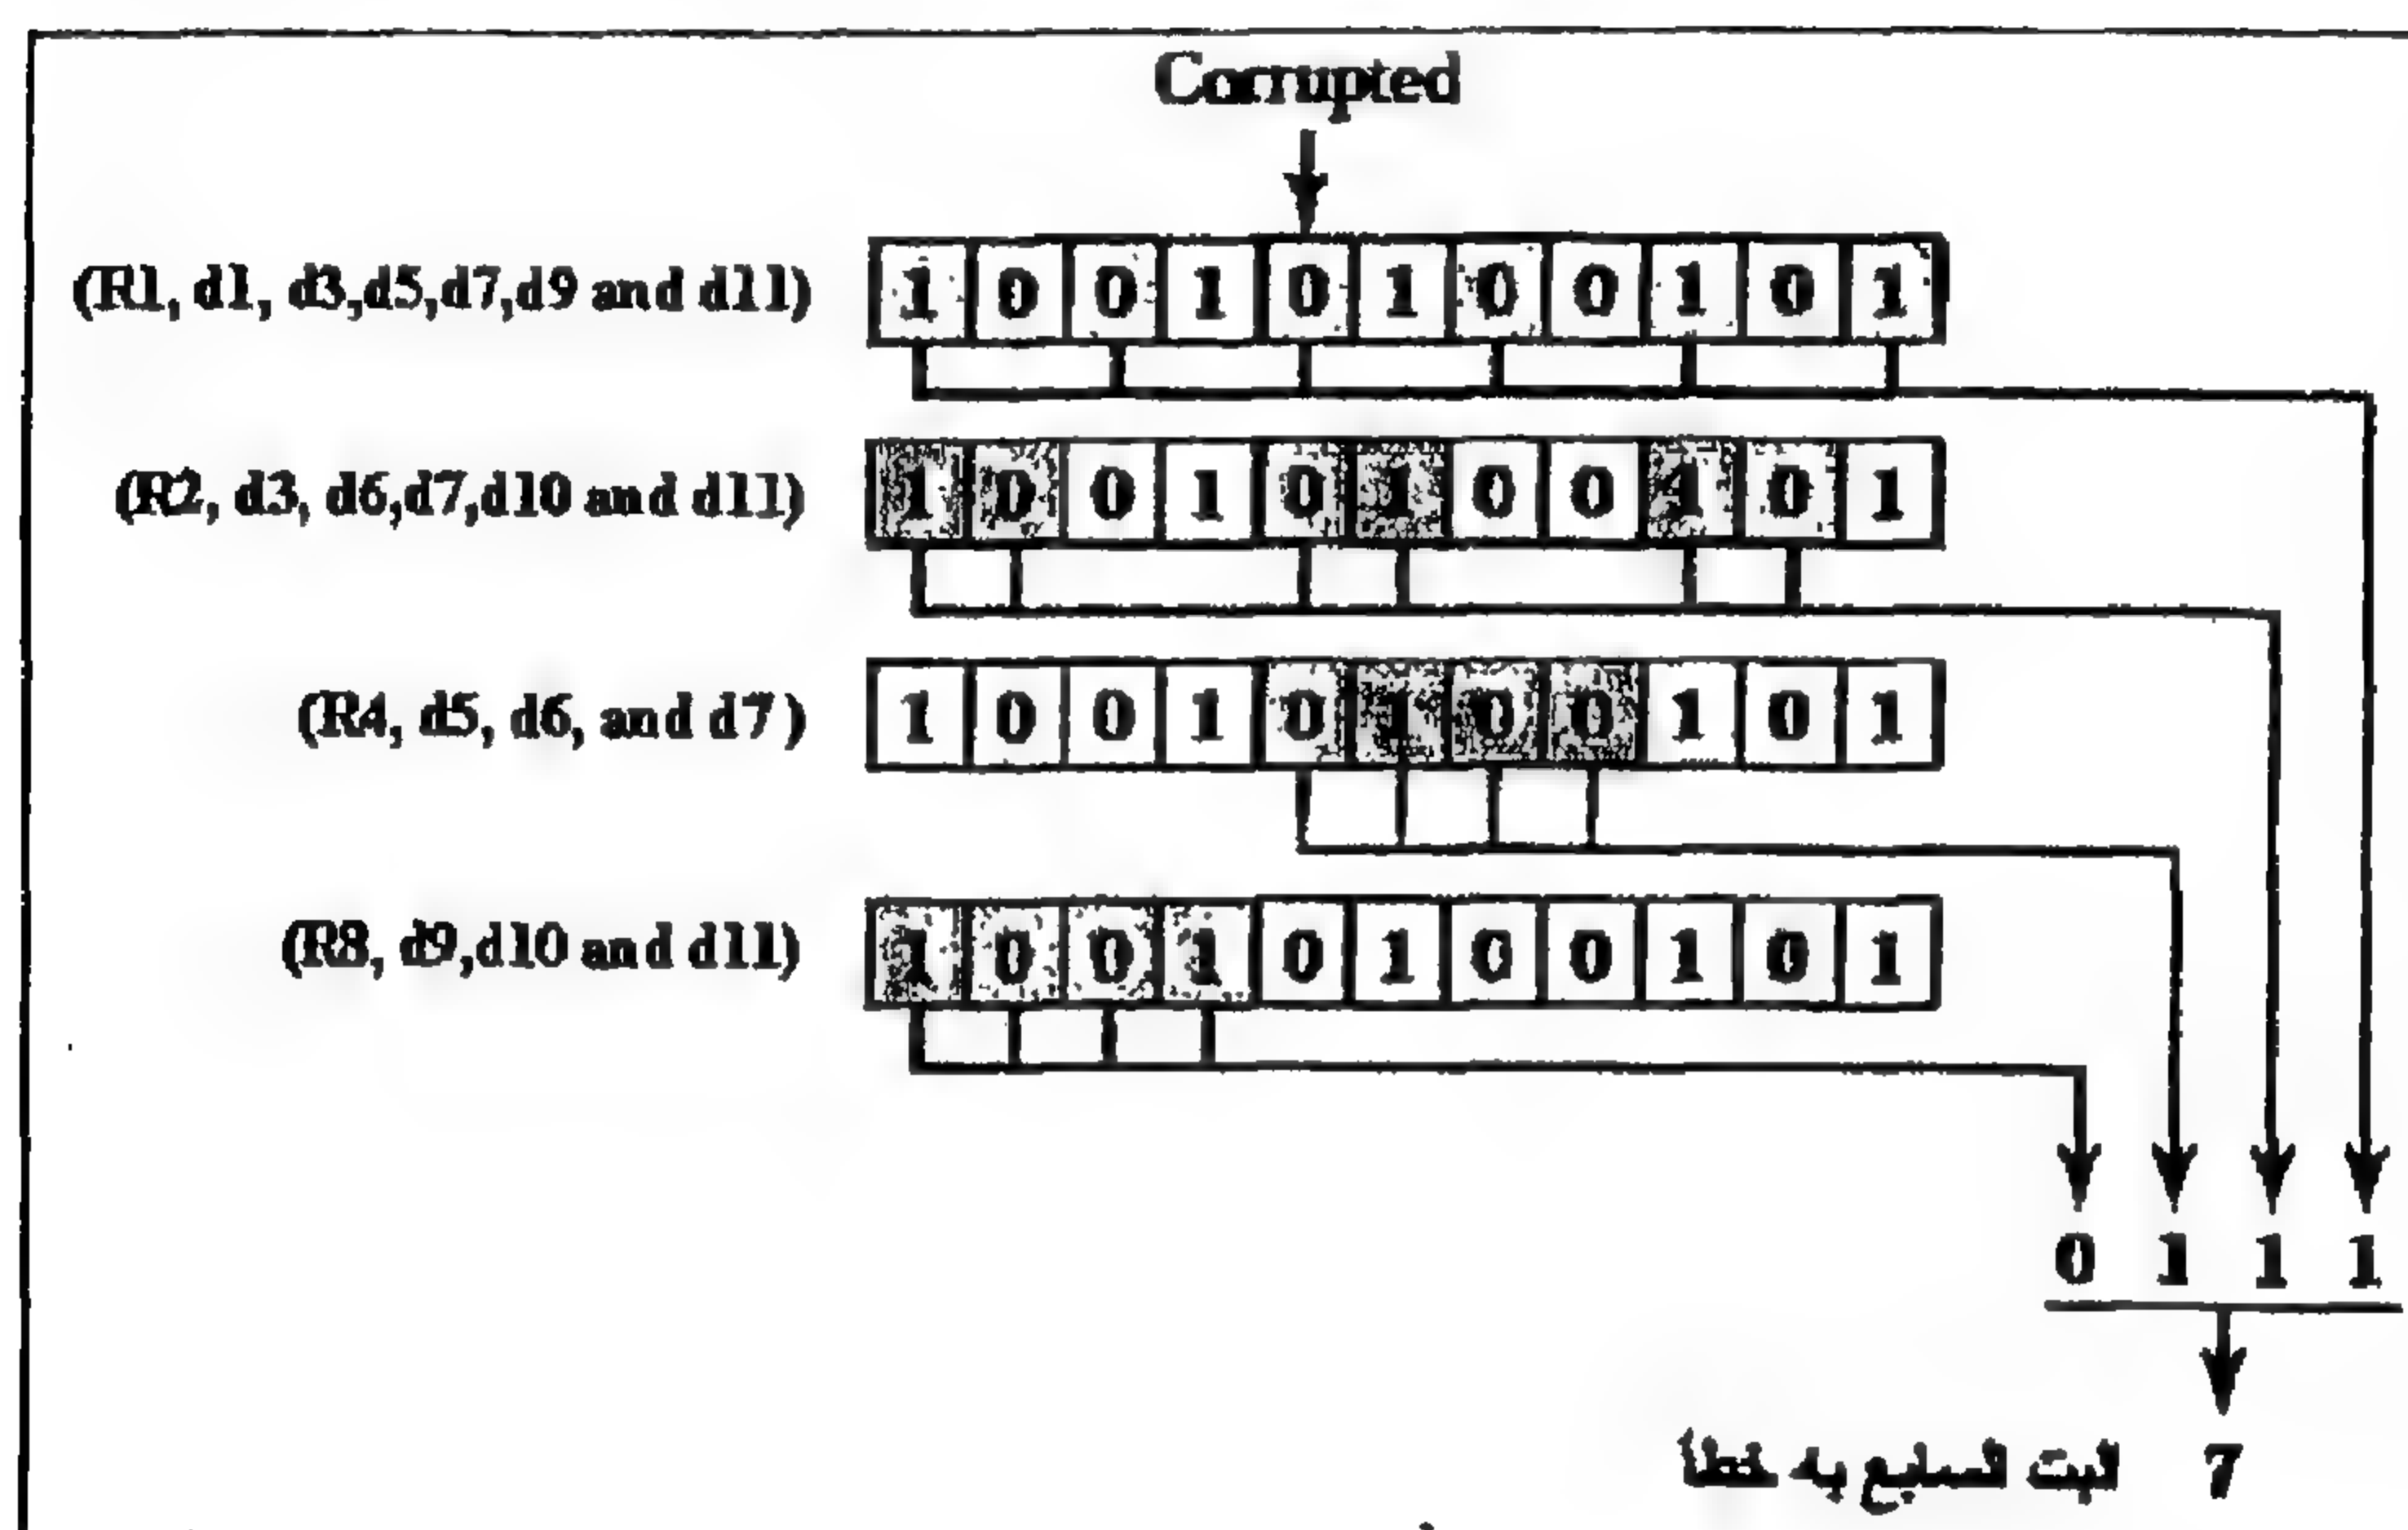 Corrupted
(R1, d1, d3,d5,d7,d9 and d11) 1 0 0 1 0 1 0 0 1 0 1
(R2, d3, d6,d7,d10 and d11) 1 0 0 1 0 1 0 0 1 0 1
(R4, d5, d6, and d7) 1 0 0 1 0 1 0 0 1 0 1
(R8, d9,d10 and d11) 1 0 0 1 0 1 0 0 1 0 1
0 1 1 1
7 البت السابع به خطأ